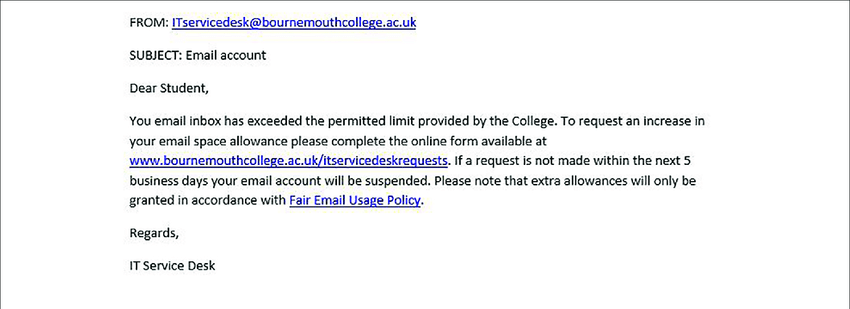 FROM: ITservicedesk@bournemouthcollege.ac.uk
SUBJECT: Email account
Dear Student,
You email inbox has exceeded the permitted limit provided by the College. To request an increase in
your email space allowance please complete the online form available at
www.bournemouthcollege.ac.uk/itservicedeskrequests. If a request is not made within the next 5
business days your email account will be suspended. Please note that extra allowances will only be
granted in accordance with Fair Email Usage Policy.
Regards,
IT Service Desk